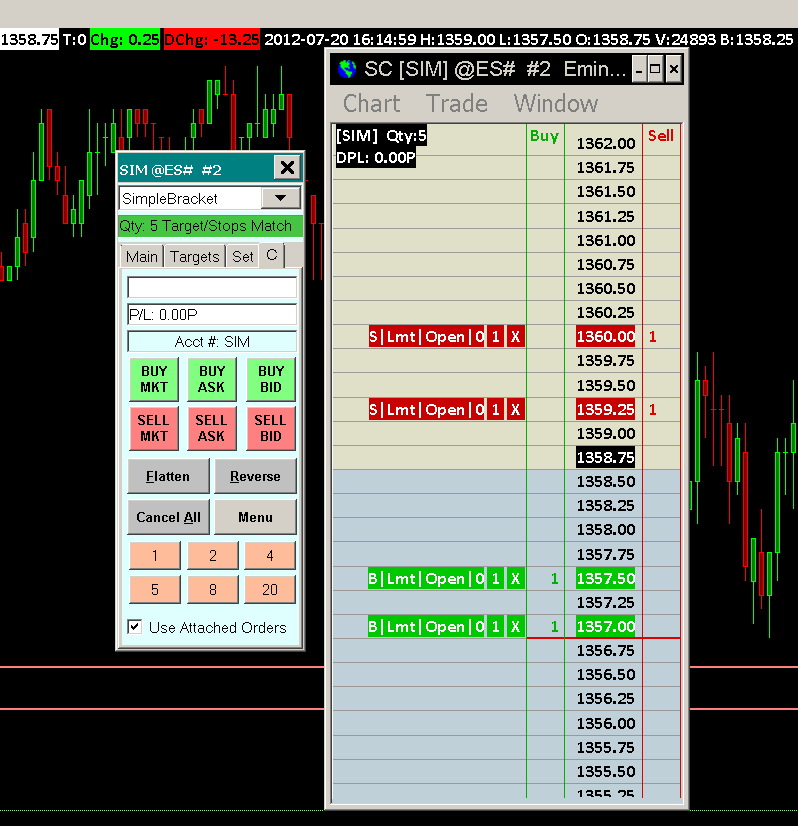 1358.75 T:0 Chg: 0.25 DChg: -13.25 2012-07-20 16:14:59 H:1359.00 L:1357.50 O:1358.75 V:24893 B:1358.25
SIM @ES# #2
SimpleBracket
Qty: 5 Target/Stops Match
Main Targets Set C
P/L: 0.00P
Acct #: SIM
BUY MKT BUY ASK BUY BID
SELL MKT SELL ASK SELL BID
Flatten Reverse
Cancel All Menu
1 2 4
5 8 20
Use Attached Orders
SC [SIM] @ES# #2 Emin...
Chart Trade Window
[SIM] Qty:5 Buy Sell
DPL: 0.00P
1362.00
1361.75
1361.50
1361.25
1361.00
1360.75
1360.50
1360.25
S|Lmt|Open|0 1 X 1360.00 1
1359.75
1359.50
S|Lmt|Open|0 1 X 1359.25 1
1359.00
1358.75
1358.50
1358.25
1358.00
1357.75
B|Lmt|Open|0 1 X 1 1357.50
1357.25
B|Lmt|Open|0 1 X 1 1357.00
1356.75
1356.50
1356.25
1356.00
1355.75
1355.50
1355.25